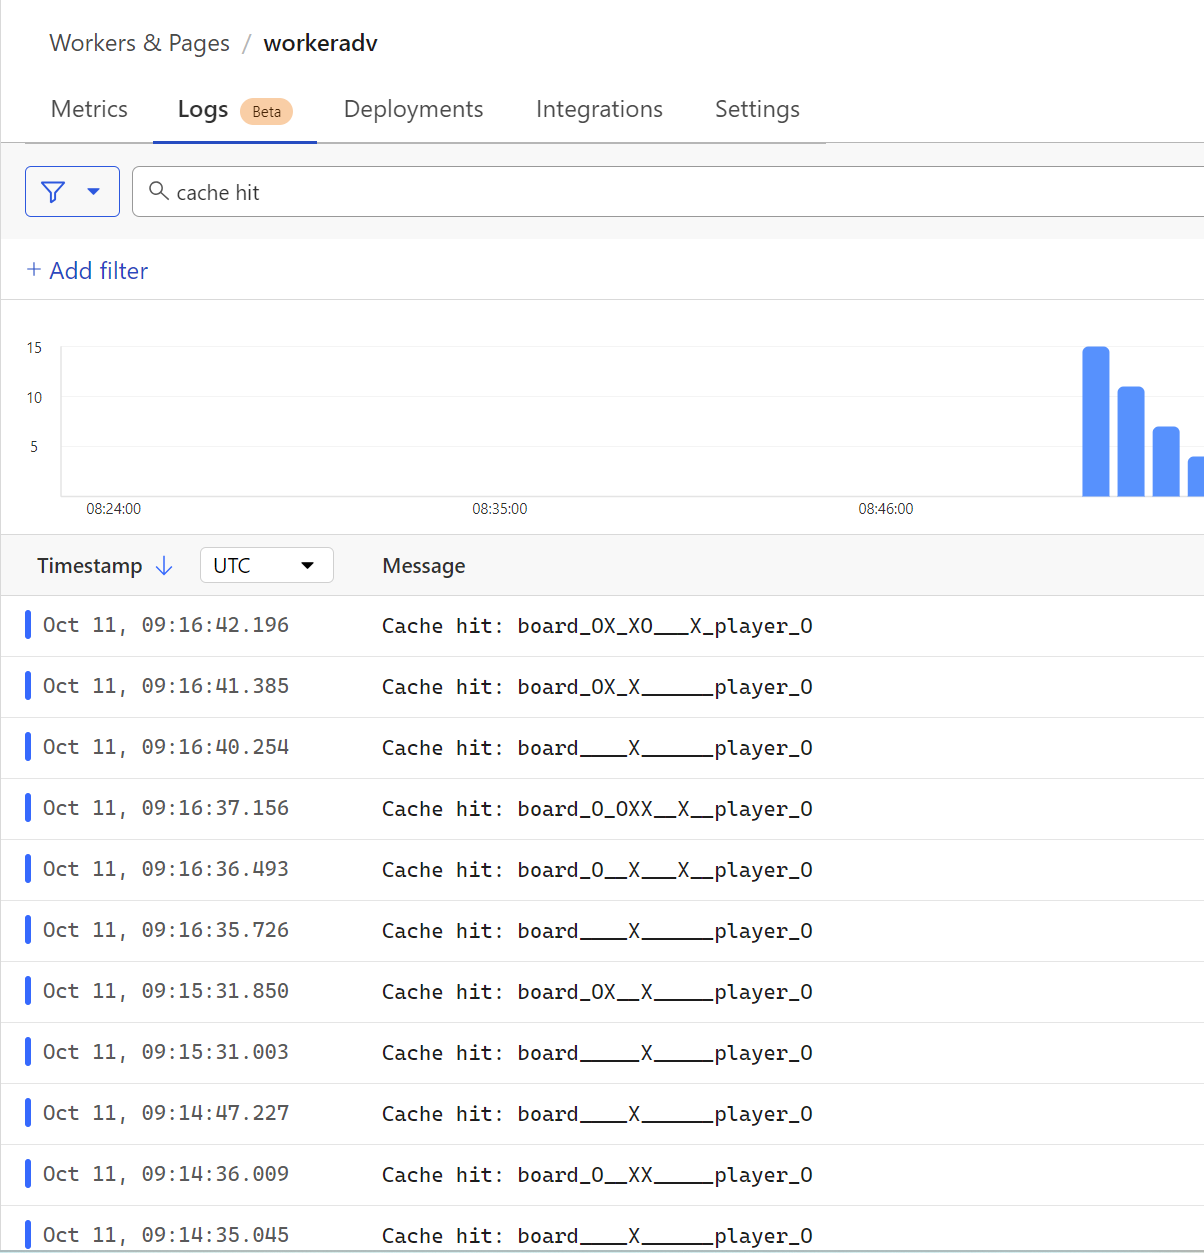 Workers & Pages / workeradv
Metrics Logs Beta Deployments Integrations Settings
cache hit
+ Add filter
15
10
5
08:24:00 08:35:00 08:46:00
Timestamp UTC Message
Oct 11, 09:16:42.196 Cache hit: board_OX_XO___X_player_O
Oct 11, 09:16:41.385 Cache hit: board_OX_X______player_O
Oct 11, 09:16:40.254 Cache hit: board____X______player_O
Oct 11, 09:16:37.156 Cache hit: board_O_OXX__X__player_O
Oct 11, 09:16:36.493 Cache hit: board_O__X___X__player_O
Oct 11, 09:16:35.726 Cache hit: board____X______player_O
Oct 11, 09:15:31.850 Cache hit: board_OX__X_____player_O
Oct 11, 09:15:31.003 Cache hit: board_____X_____player_O
Oct 11, 09:14:47.227 Cache hit: board____X______player_O
Oct 11, 09:14:36.009 Cache hit: board_O__XX_____player_O
Oct 11, 09:14:35.045 Cache hit: board____X______player_O